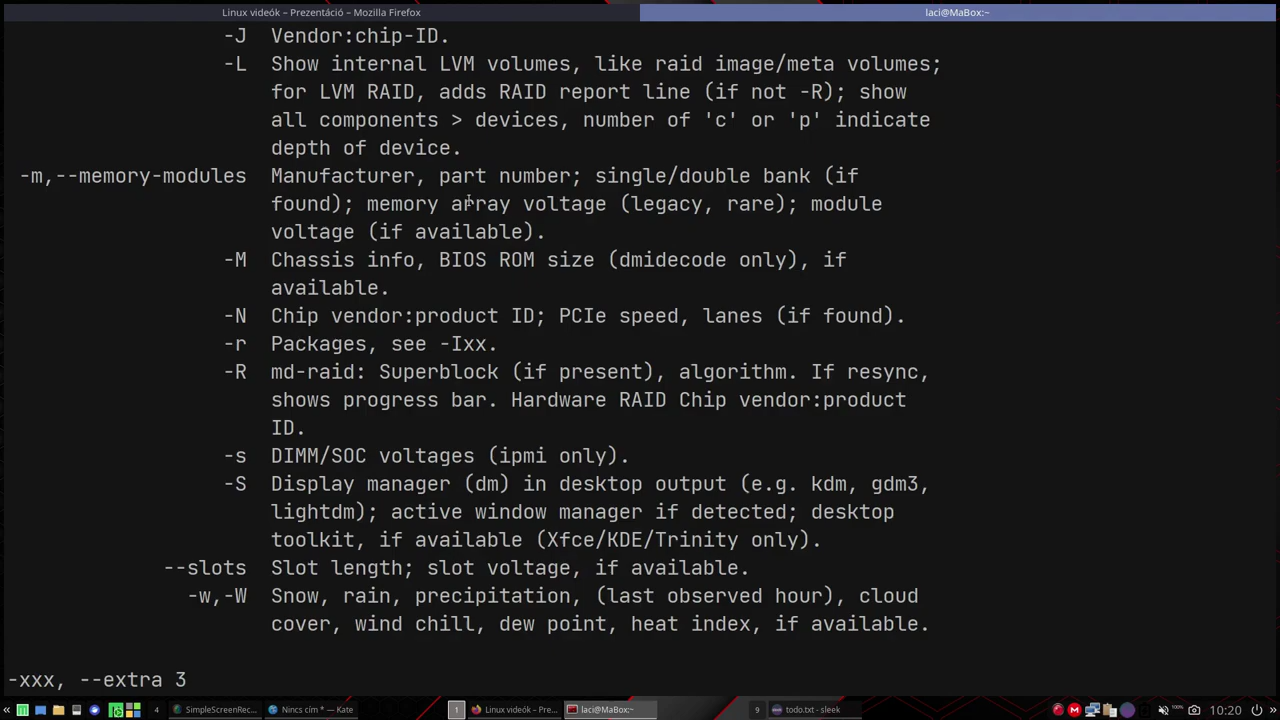 Linux videók – Prezentáció – Mozilla Firefox
laci@MaBox:~
-J Vendor:chip-ID.
-L Show internal LVM volumes, like raid image/meta volumes;
for LVM RAID, adds RAID report line (if not -R); show
all components > devices, number of 'c' or 'p' indicate
depth of device.
-m,--memory-modules Manufacturer, part number; single/double bank (if
found); memory array voltage (legacy, rare); module
voltage (if available).
-M Chassis info, BIOS ROM size (dmidecode only), if
available.
-N Chip vendor:product ID; PCIe speed, lanes (if found).
-r Packages, see -Ixx.
-R md-raid: Superblock (if present), algorithm. If resync,
shows progress bar. Hardware RAID Chip vendor:product
ID.
-s DIMM/SOC voltages (ipmi only).
-S Display manager (dm) in desktop output (e.g. kdm, gdm3,
lightdm); active window manager if detected; desktop
toolkit, if available (Xfce/KDE/Trinity only).
--slots Slot length; slot voltage, if available.
-w,-W Snow, rain, precipitation, (last observed hour), cloud
cover, wind chill, dew point, heat index, if available.
-xxx, --extra 3
4 SimpleScreenRec... Nincs cím * — Kate 1 Linux videók – Pre... laci@MaBox:~ 9 todo.txt - sleek 100% 10:20